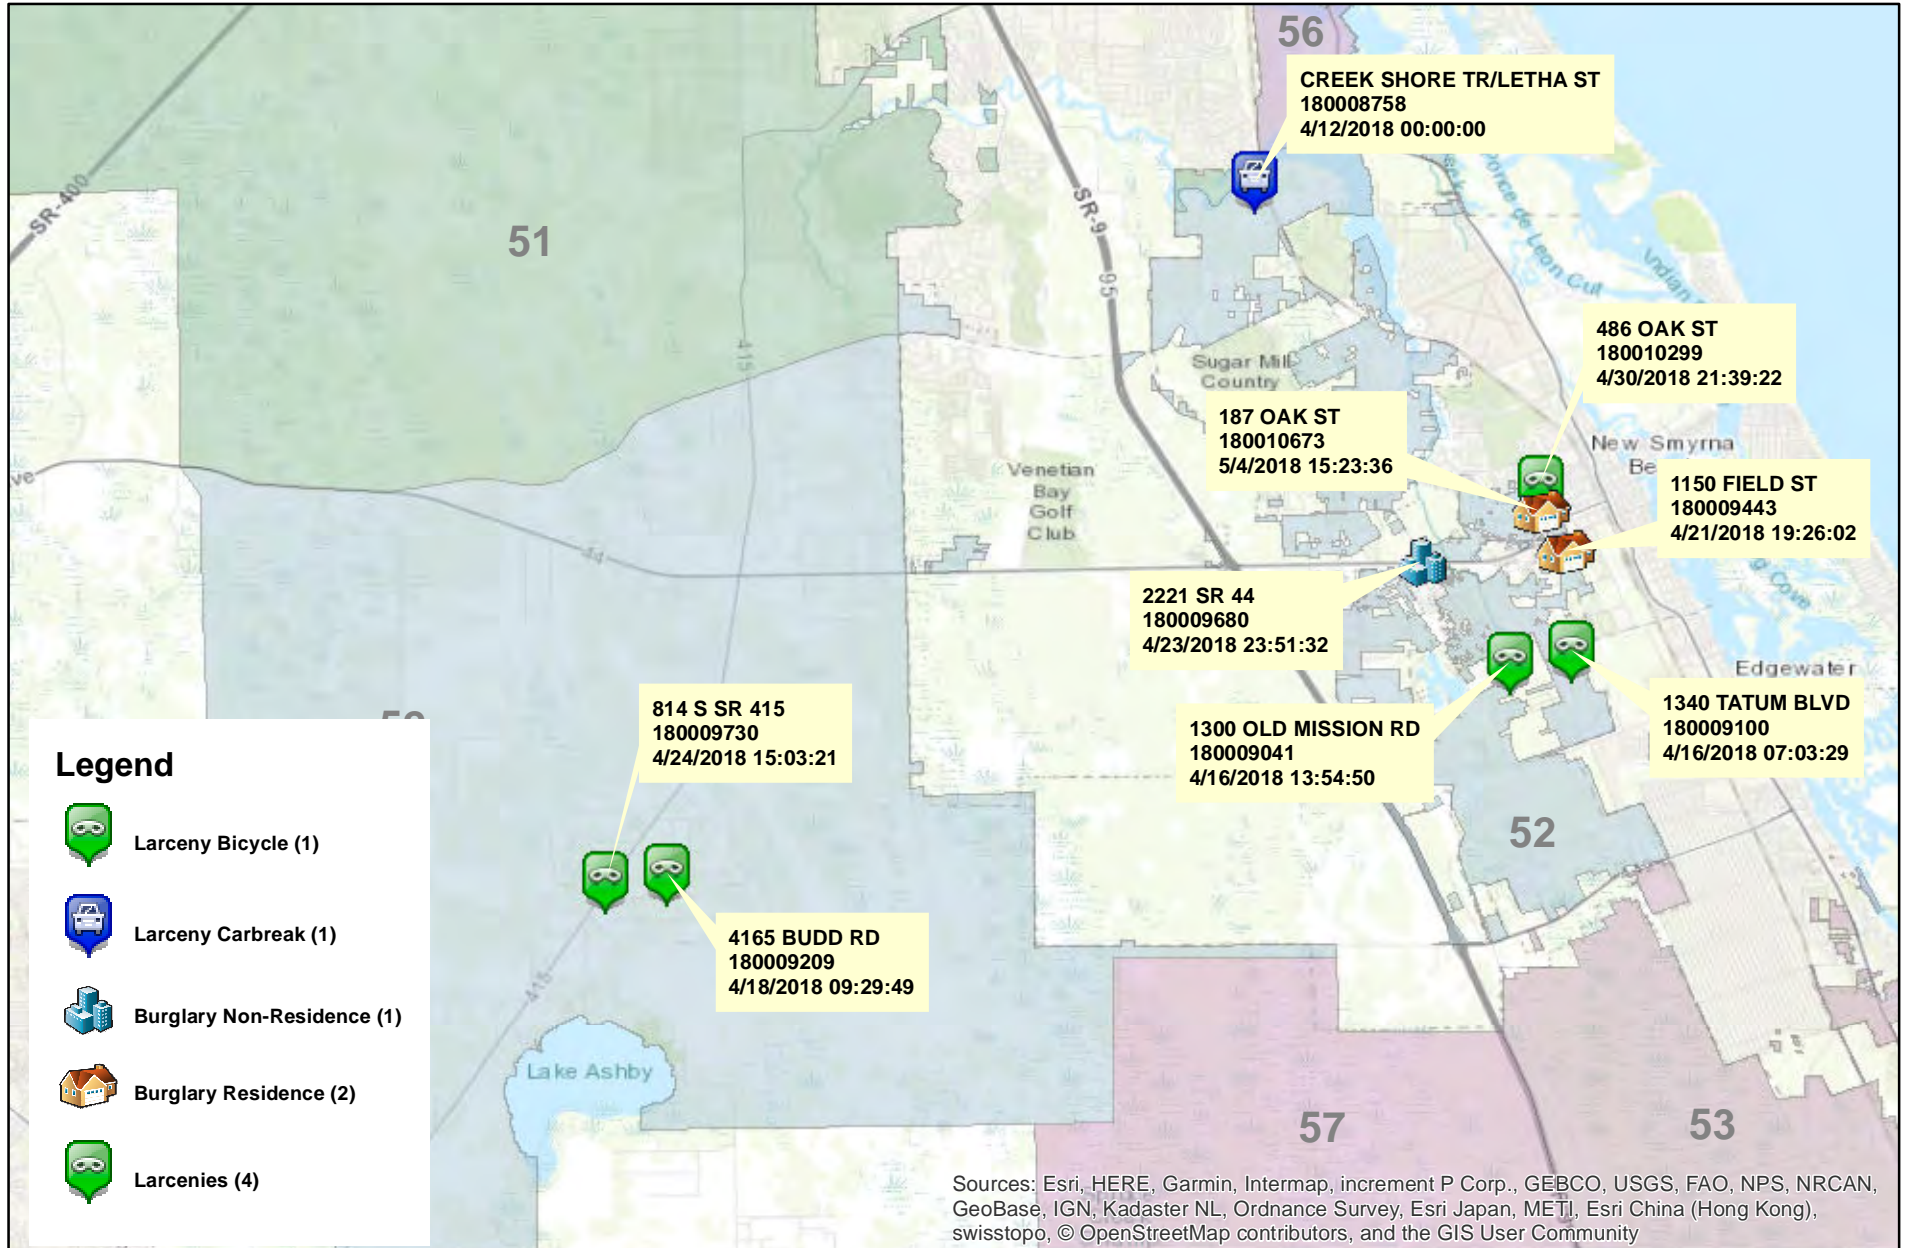 56
CREEK SHORE TR/LETHA ST
180008758
4/12/2018 00:00:00
SR-400
51
SR-9
95
Ponce de Leon Cut
Indian
415
486 OAK ST
180010299
4/30/2018 21:39:22
Sugar Mill
Country
187 OAK ST
180010673
5/4/2018 15:23:36
New Smyrna
Venetian
Bay
Golf
Club
1150 FIELD ST
180009443
4/21/2018 19:26:02
44
2221 SR 44
180009680
4/23/2018 23:51:32
Cove
Edgewater
814 S SR 415
180009730
4/24/2018 15:03:21
1300 OLD MISSION RD
180009041
4/16/2018 13:54:50
1340 TATUM BLVD
180009100
4/16/2018 07:03:29
52
4165 BUDD RD
180009209
4/18/2018 09:29:49
415
Lake Ashby
57
53
Legend
Larceny Bicycle (1)
Larceny Carbreak (1)
Burglary Non-Residence (1)
Burglary Residence (2)
Larcenies (4)
Sources: Esri, HERE, Garmin, Intermap, increment P Corp., GEBCO, USGS, FAO, NPS, NRCAN,
GeoBase, IGN, Kadaster NL, Ordnance Survey, Esri Japan, METI, Esri China (Hong Kong),
swisstopo, © OpenStreetMap contributors, and the GIS User Community